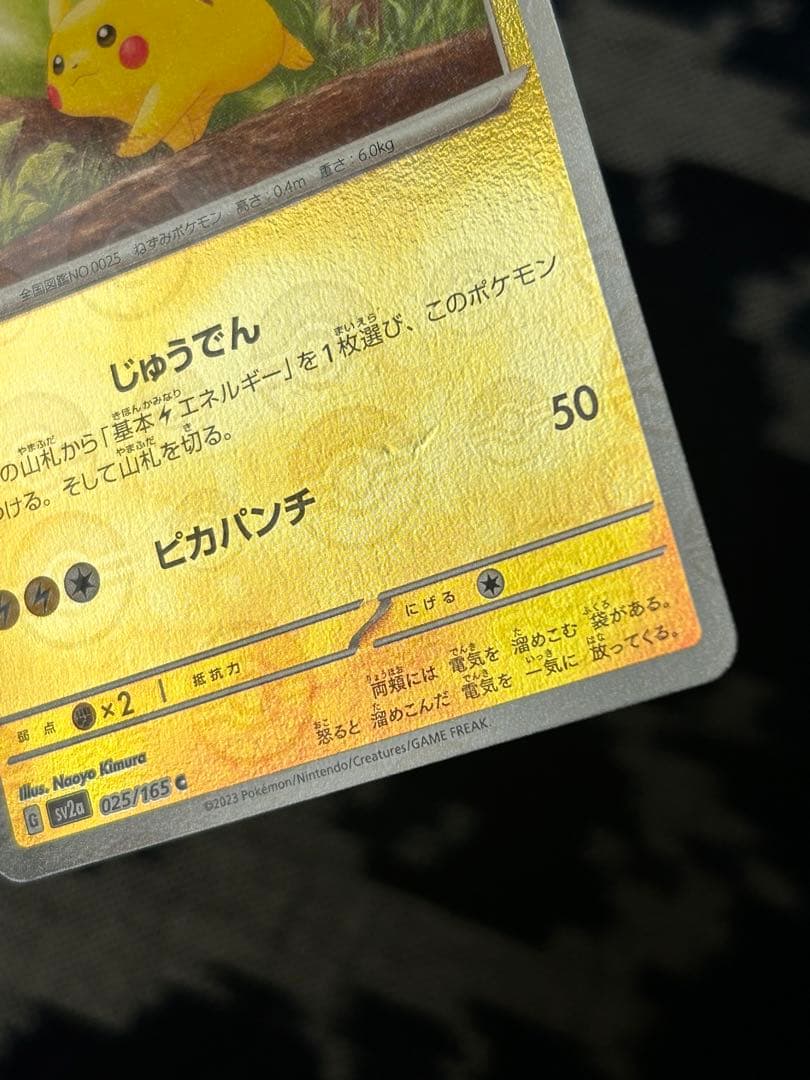 全国図鑑NO.0025 ねずみポケモン 高さ:0.4m 重さ:6.0kg
じゅうでん
の山札から「基本エネルギー」を1枚選び、このポケモン
つける。そして山札を切る。
ピカパンチ 50
弱点 ×2 抵抗力 にげる
両頬には 電気を 溜めこむ 袋がある。
怒ると 溜めこんだ 電気を 一気に 放ってくる。
Illus. Naoyo Kimura
G sv2a 025/165 C ©2023 Pokémon/Nintendo/Creatures/GAME FREAK.